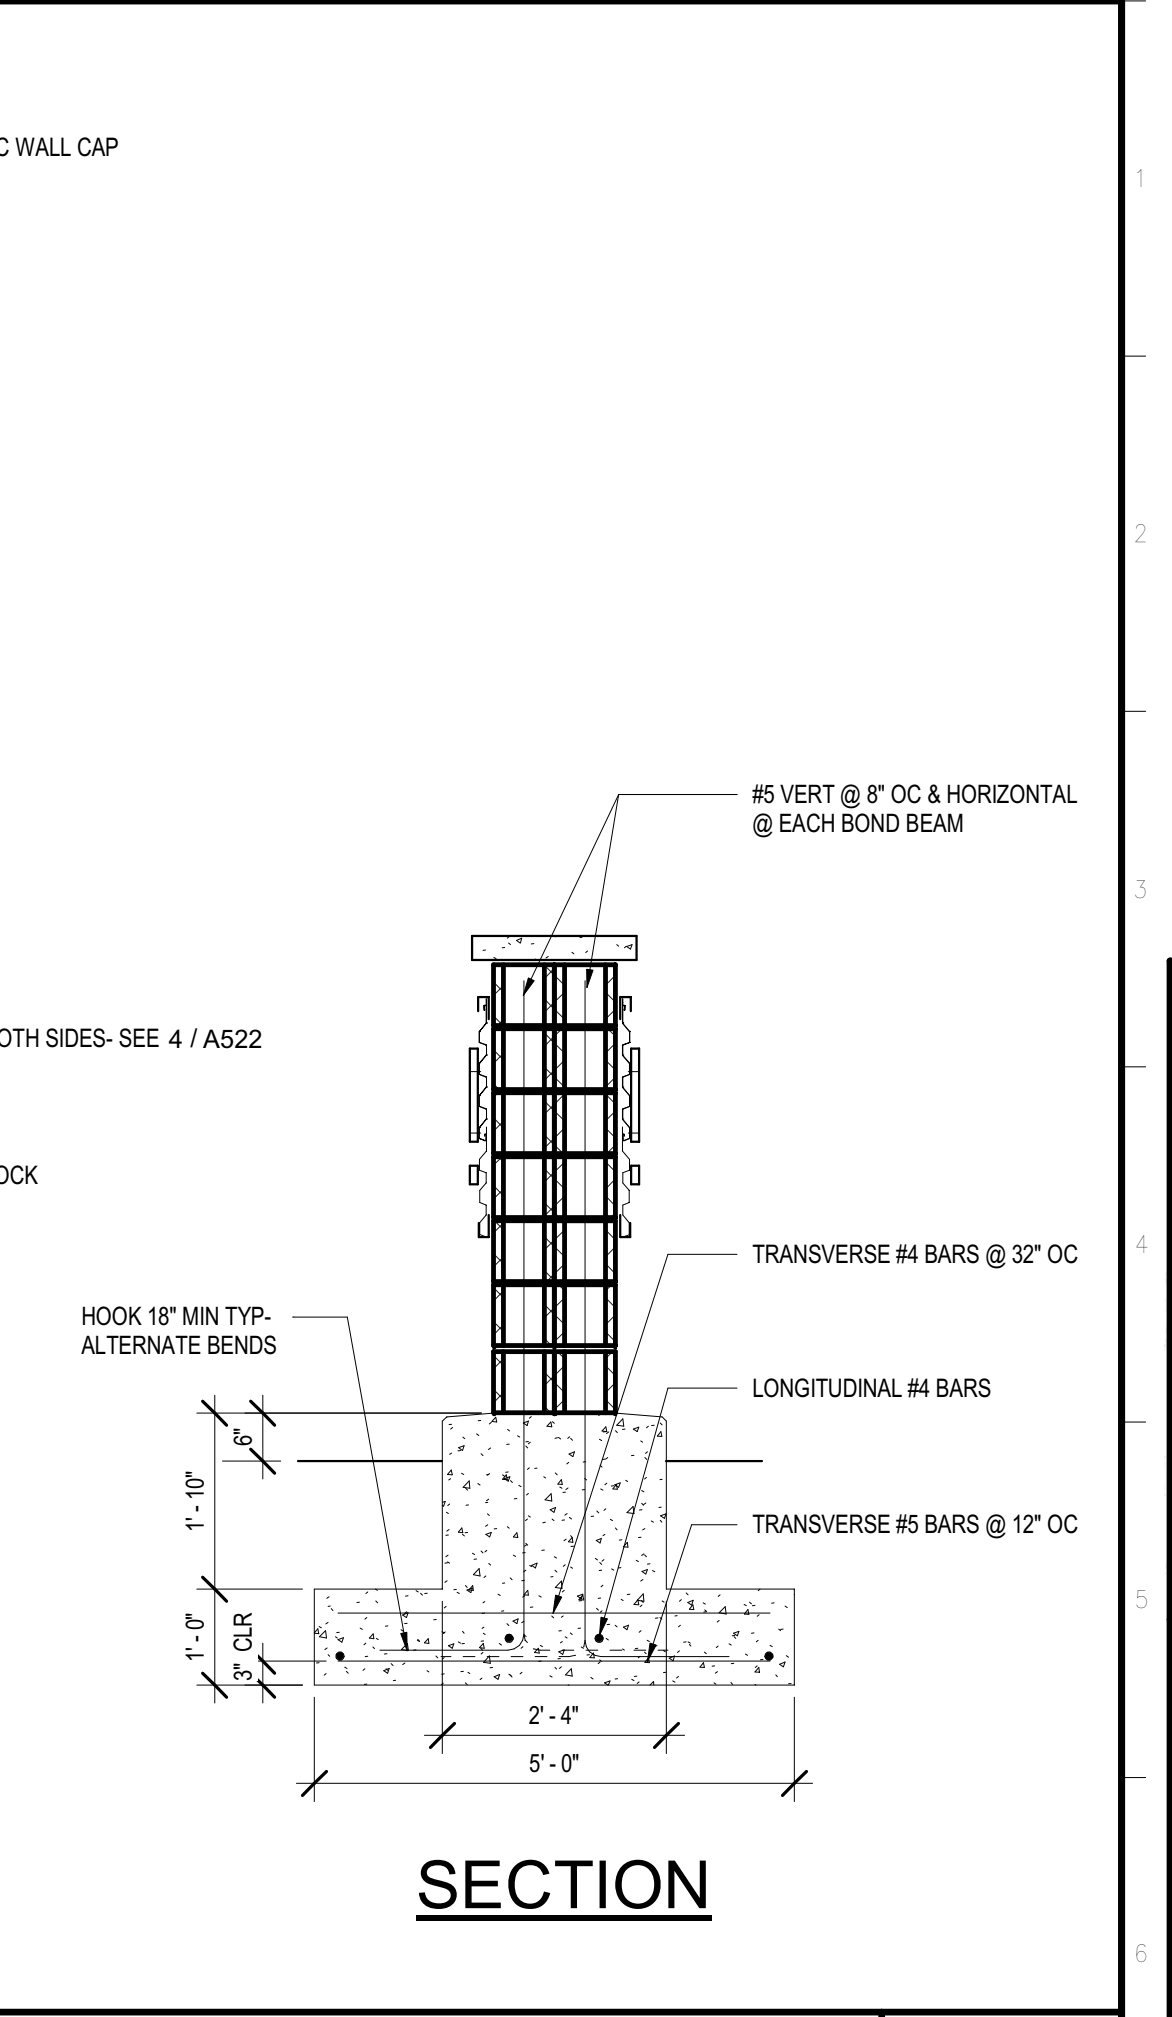 C WALL CAP
1
2
#5 VERT @ 8" OC & HORIZONTAL
@ EACH BOND BEAM
3
OTH SIDES- SEE 4 / A522
OCK
TRANSVERSE #4 BARS @ 32" OC
4
HOOK 18" MIN TYP-
ALTERNATE BENDS
LONGITUDINAL #4 BARS
6"
1' - 10"
TRANSVERSE #5 BARS @ 12" OC
5
1' - 0"
3" CLR
2' - 4"
5' - 0"
SECTION
6